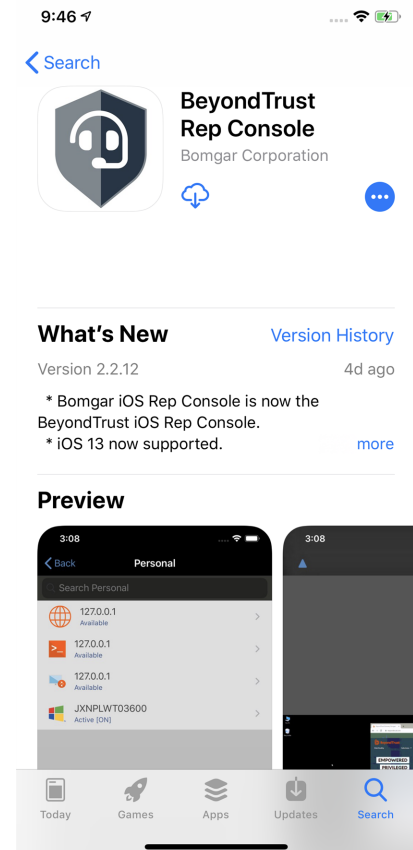 9:46
Search
BeyondTrust
Rep Console
Bomgar Corporation
What's New
Version History
Version 2.2.12
4d ago
* Bomgar iOS Rep Console is now the
BeyondTrust iOS Rep Console.
* iOS 13 now supported.
more
Preview
3:08
Back
Personal
Search Personal
127.0.0.1
Available
127.0.0.1
Available
127.0.0.1
Available
JXNPLWT03600
Active [ON]
3:08
EMPOWERED
PRIVILEGED
Today
Games
Apps
Updates
Search